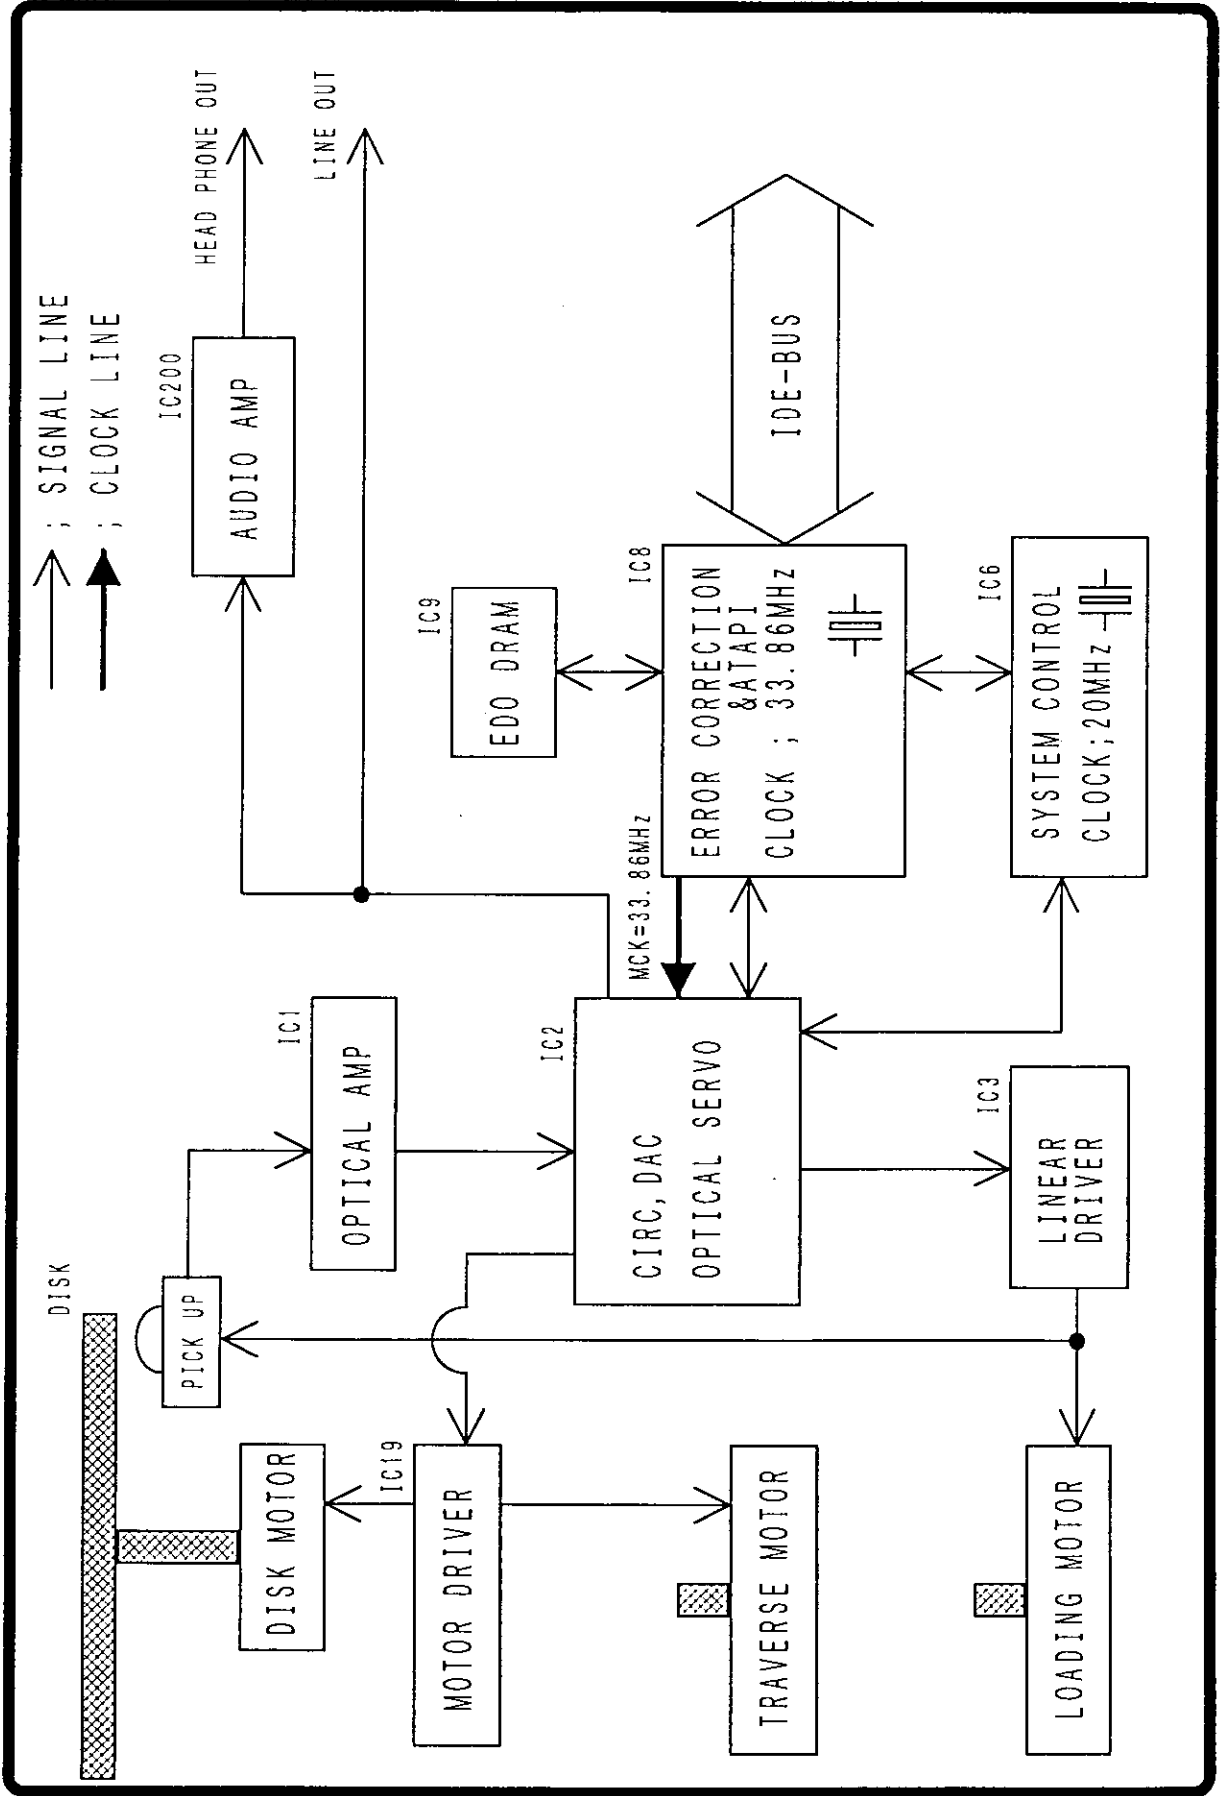 ; SIGNAL LINE
; CLOCK LINE
DISK
PICK UP
DISK MOTOR
IC19
MOTOR DRIVER
TRAVERSE MOTOR
LOADING MOTOR
IC1
OPTICAL AMP
IC2
CIRC,DAC
OPTICAL SERVO
IC3
LINEAR
DRIVER
IC200
AUDIO AMP
HEAD PHONE OUT
LINE OUT
IC9
EDO DRAM
MCK=33.86MHz
IC8
ERROR CORRECTION
&ATAPI
CLOCK ; 33.86MHz
IC6
SYSTEM CONTROL
CLOCK;20MHz
IDE-BUS